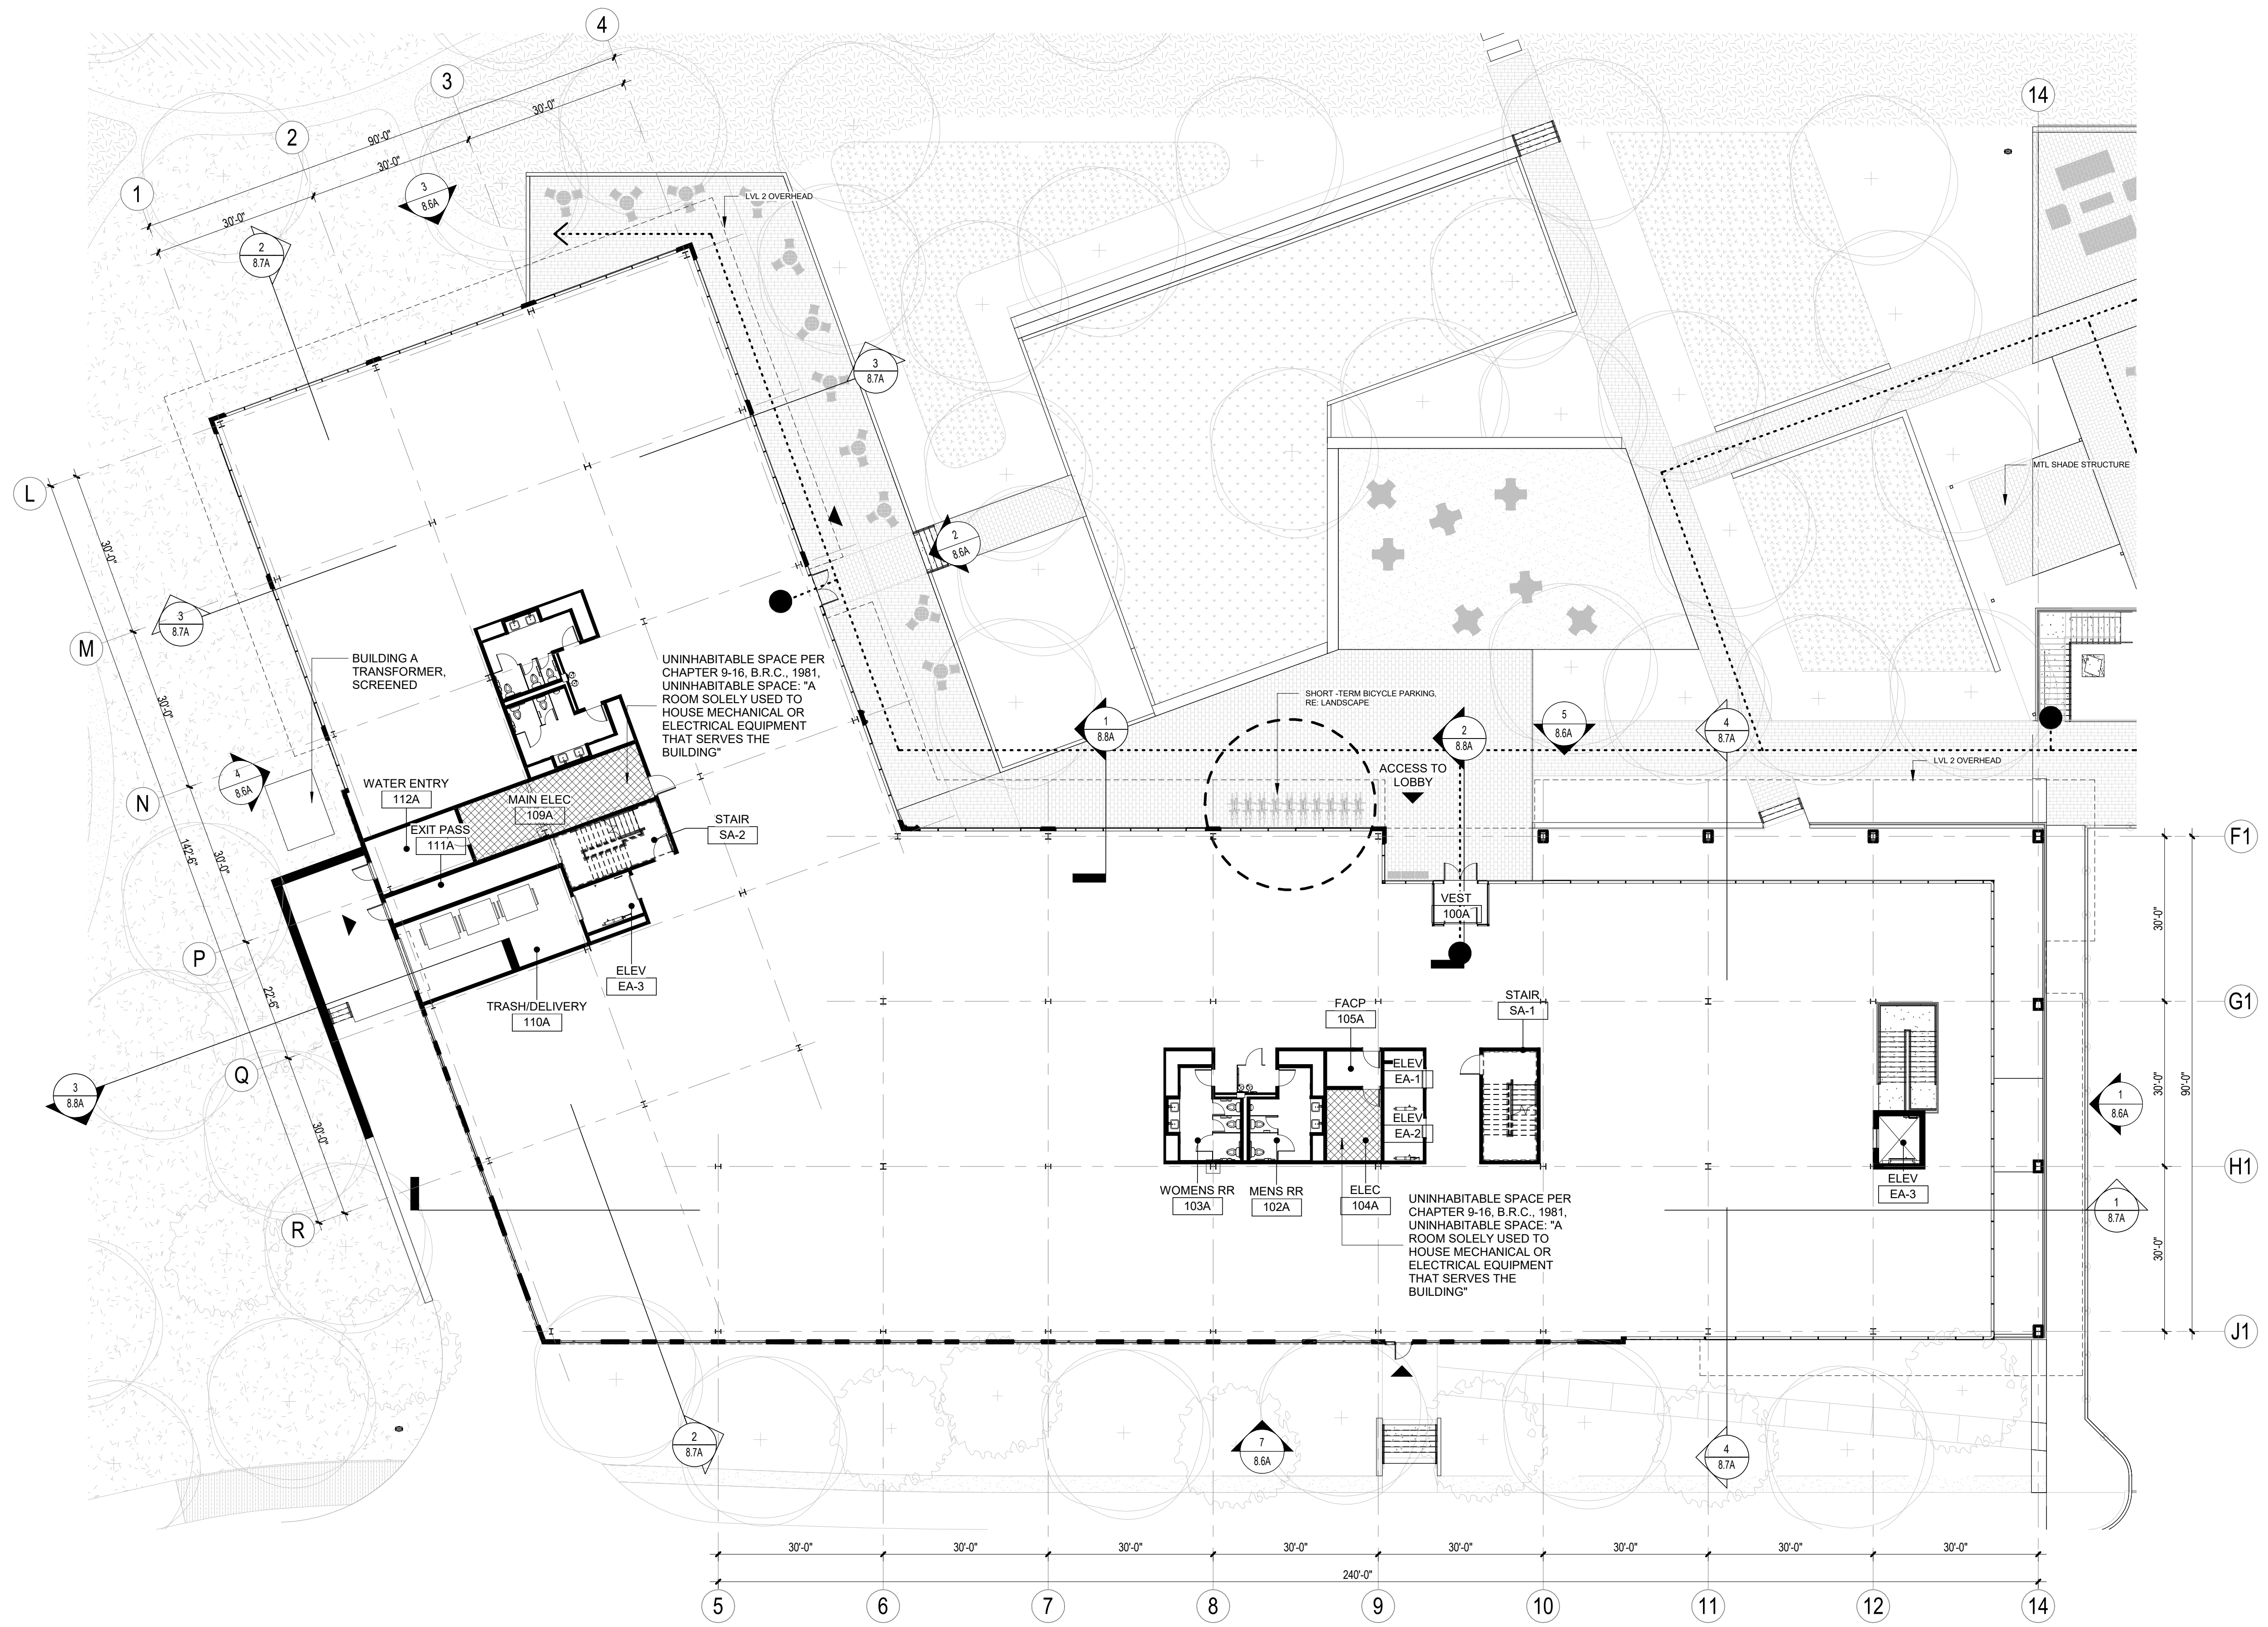 4
3
14
2
1
90'-0"
30'-0"
30'-0"
30'-0"
3
8.6A
2
8.7A
LVL 2 OVERHEAD
3
8.7A
MTL SHADE STRUCTURE
L
30'-0"
2
8.6A
3
8.7A
M
BUILDING A
TRANSFORMER,
SCREENED
UNINHABITABLE SPACE PER
CHAPTER 9-16, B.R.C., 1981,
UNINHABITABLE SPACE: "A
ROOM SOLELY USED TO
HOUSE MECHANICAL OR
ELECTRICAL EQUIPMENT
THAT SERVES THE
BUILDING"
SHORT -TERM BICYCLE PARKING,
RE: LANDSCAPE
30'-0"
1
8.8A
2
8.8A
5
8.6A
4
8.7A
LVL 2 OVERHEAD
ACCESS TO
LOBBY
4
8.6A
N
WATER ENTRY
112A
MAIN ELEC
109A
EXIT PASS
111A
STAIR
SA-2
F1
142'-6"
30'-0"
VEST
100A
30'-0"
P
ELEV
EA-3
TRASH/DELIVERY
110A
22'-6"
FACP
105A
STAIR
SA-1
G1
Q
ELEV
EA-1
ELEV
EA-2
30'-0"
90'-0"
3
8.8A
1
8.6A
30'-0"
WOMENS RR
103A
MENS RR
102A
ELEC
104A
ELEV
EA-3
H1
UNINHABITABLE SPACE PER
CHAPTER 9-16, B.R.C., 1981,
UNINHABITABLE SPACE: "A
ROOM SOLELY USED TO
HOUSE MECHANICAL OR
ELECTRICAL EQUIPMENT
THAT SERVES THE
BUILDING"
1
8.7A
R
30'-0"
J1
2
8.7A
7
8.6A
4
8.7A
30'-0"
30'-0"
30'-0"
30'-0"
30'-0"
30'-0"
30'-0"
30'-0"
240'-0"
5
6
7
8
9
10
11
12
14